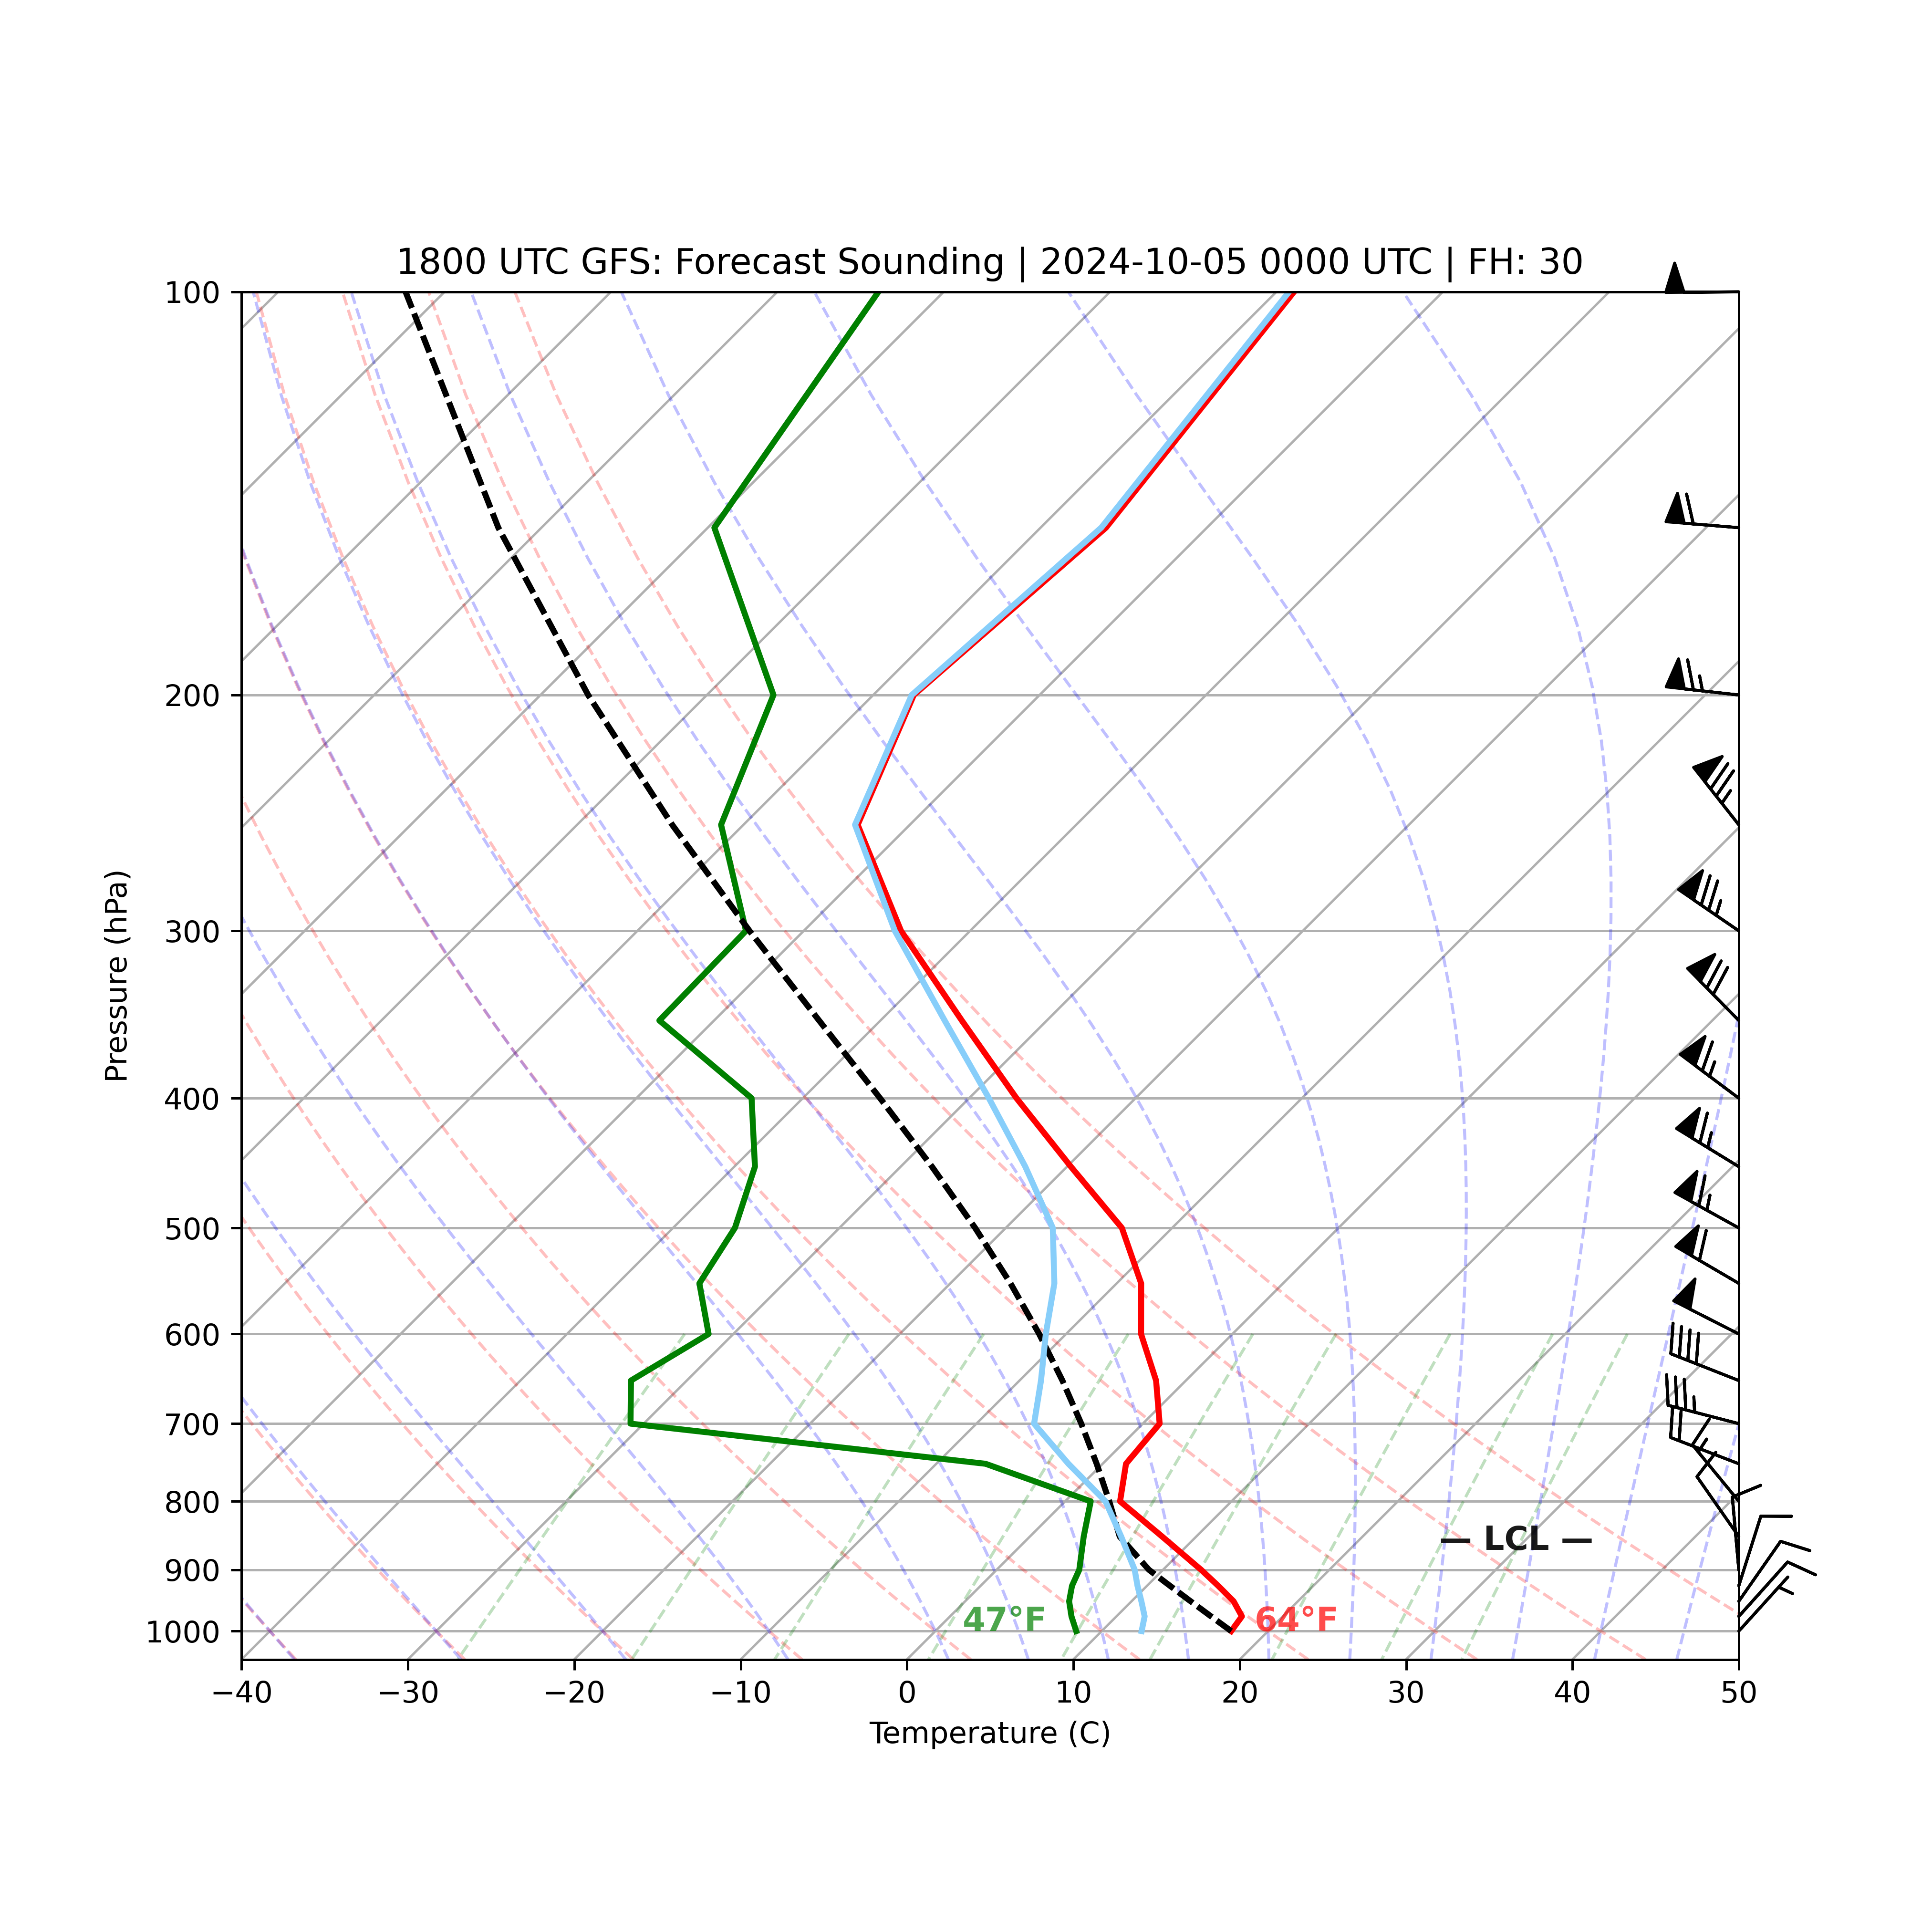 1800 UTC GFS: Forecast Sounding | 2024-10-05 0000 UTC | FH: 30
100
200
300
400
500
600
700
800
900
1000
Pressure (hPa)
— LCL —
47°F
64°F
−40 −30 −20 −10 0 10 20 30 40 50
Temperature (C)